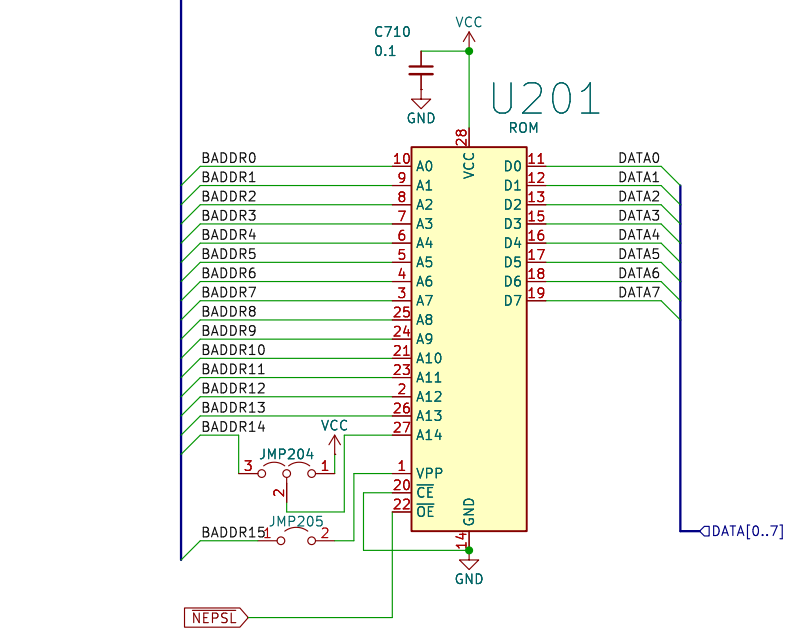 VCC
C710
0.1
GND
U201
ROM
28
VCC
BADDR0 10 A0 D0 11 DATA0
BADDR1 9 A1 D1 12 DATA1
BADDR2 8 A2 D2 13 DATA2
BADDR3 7 A3 D3 15 DATA3
BADDR4 6 A4 D4 16 DATA4
BADDR5 5 A5 D5 17 DATA5
BADDR6 4 A6 D6 18 DATA6
BADDR7 3 A7 D7 19 DATA7
BADDR8 25 A8
BADDR9 24 A9
BADDR10 21 A10
BADDR11 23 A11
BADDR12 2 A12
BADDR13 26 A13
BADDR14 27 A14
VCC
JMP204
3 1
2
1 VPP
20 CE
22 OE
GND
14
JMP205
BADDR15 1 2
DATA[0..7]
GND
NEPSL